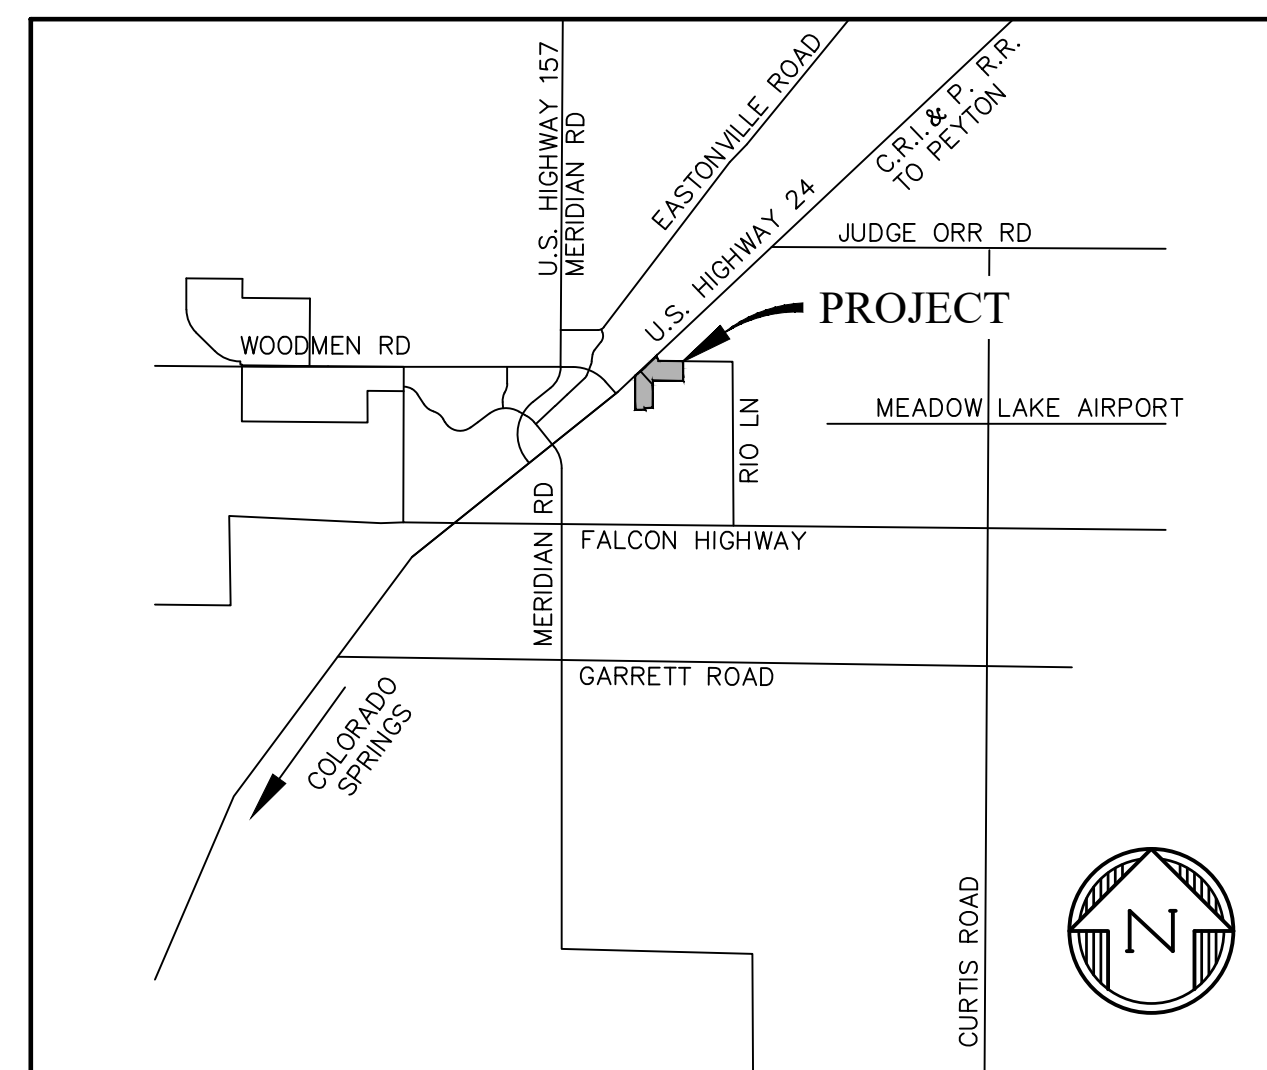 U.S. HIGHWAY 157
MERIDIAN RD
EASTONVILLE ROAD
C.R.I. & P. R.R.
TO PEYTON
U.S. HIGHWAY 24
JUDGE ORR RD
PROJECT
WOODMEN RD
MEADOW LAKE AIRPORT
RIO LN
MERIDIAN RD
FALCON HIGHWAY
GARRETT ROAD
COLORADO
SPRINGS
CURTIS ROAD
N